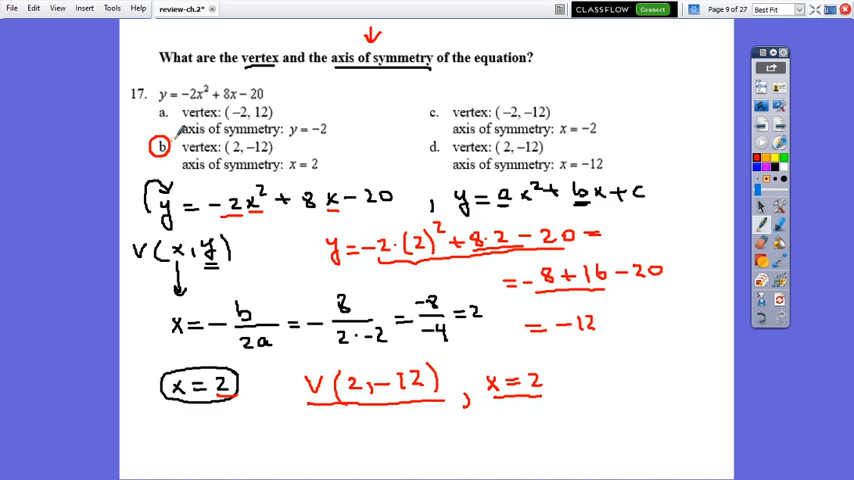 File Edit View Insert Tools Help review-ch.2* CLASSFLOW Connect Page 9 of 27 Best Fit
What are the vertex and the axis of symmetry of the equation?
17. y = -2x² + 8x - 20
a. vertex: (-2, 12)
axis of symmetry: y = -2
c. vertex: (-2, -12)
axis of symmetry: x = -2
b vertex: (2, -12)
axis of symmetry: x = 2
d. vertex: (2, -12)
axis of symmetry: x = -12
y = -2x² + 8x - 20 , y = ax² + bx + c
V(x, y)
y = -2·(2)² + 8·2 - 20 =
= -8 + 16 - 20
= -12
x = - b/2a = - 8/2·-2 = -8/-4 = 2
x = 2
V(2, -12) , x = 2